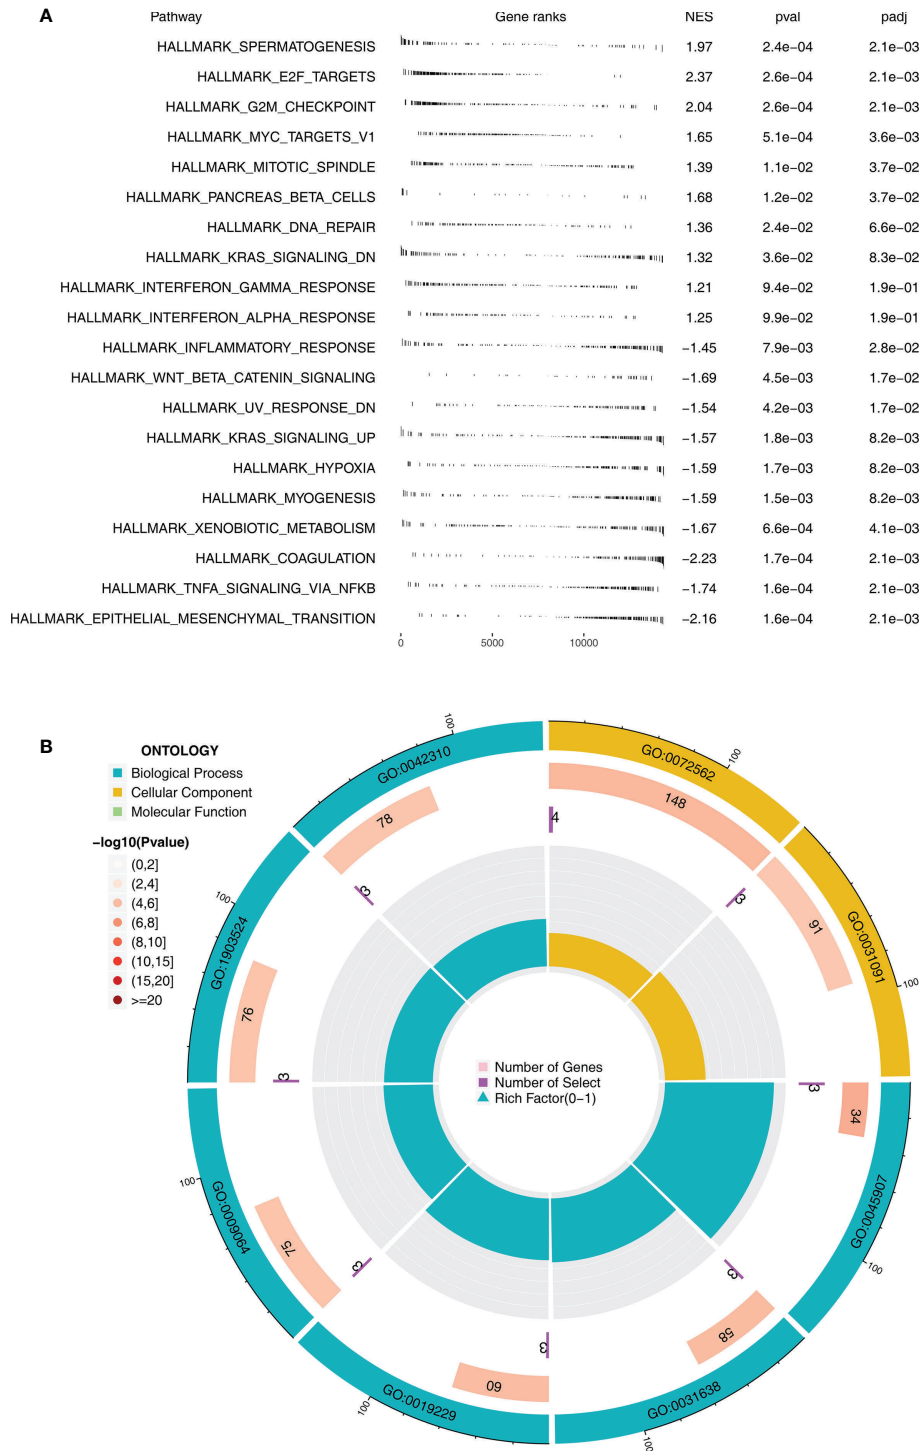 A
Pathway Gene ranks NES pval padj
HALLMARK_SPERMATOGENESIS 1.97 2.4e−04 2.1e−03
HALLMARK_E2F_TARGETS 2.37 2.6e−04 2.1e−03
HALLMARK_G2M_CHECKPOINT 2.04 2.6e−04 2.1e−03
HALLMARK_MYC_TARGETS_V1 1.65 5.1e−04 3.6e−03
HALLMARK_MITOTIC_SPINDLE 1.39 1.1e−02 3.7e−02
HALLMARK_PANCREAS_BETA_CELLS 1.68 1.2e−02 3.7e−02
HALLMARK_DNA_REPAIR 1.36 2.4e−02 6.6e−02
HALLMARK_KRAS_SIGNALING_DN 1.32 3.6e−02 8.3e−02
HALLMARK_INTERFERON_GAMMA_RESPONSE 1.21 9.4e−02 1.9e−01
HALLMARK_INTERFERON_ALPHA_RESPONSE 1.25 9.9e−02 1.9e−01
HALLMARK_INFLAMMATORY_RESPONSE −1.45 7.9e−03 2.8e−02
HALLMARK_WNT_BETA_CATENIN_SIGNALING −1.69 4.5e−03 1.7e−02
HALLMARK_UV_RESPONSE_DN −1.54 4.2e−03 1.7e−02
HALLMARK_KRAS_SIGNALING_UP −1.57 1.8e−03 8.2e−03
HALLMARK_HYPOXIA −1.59 1.7e−03 8.2e−03
HALLMARK_MYOGENESIS −1.59 1.5e−03 8.2e−03
HALLMARK_XENOBIOTIC_METABOLISM −1.67 6.6e−04 4.1e−03
HALLMARK_COAGULATION −2.23 1.7e−04 2.1e−03
HALLMARK_TNFA_SIGNALING_VIA_NFKB −1.74 1.6e−04 2.1e−03
HALLMARK_EPITHELIAL_MESENCHYMAL_TRANSITION −2.16 1.6e−04 2.1e−03
0 5000 10000
B
ONTOLOGY
Biological Process
Cellular Component
Molecular Function
−log10(Pvalue)
(0,2]
(2,4]
(4,6]
(6,8]
(8,10]
(10,15]
(15,20]
>=20
GO:0072562
100
148
4
GO:0031091
100
91
3
GO:0045907
100
34
3
GO:0031638
100
58
3
GO:0019229
100
60
3
GO:0009064
100
75
3
GO:1903524
100
76
3
GO:0042310
100
78
3
Number of Genes
Number of Select
Rich Factor(0−1)